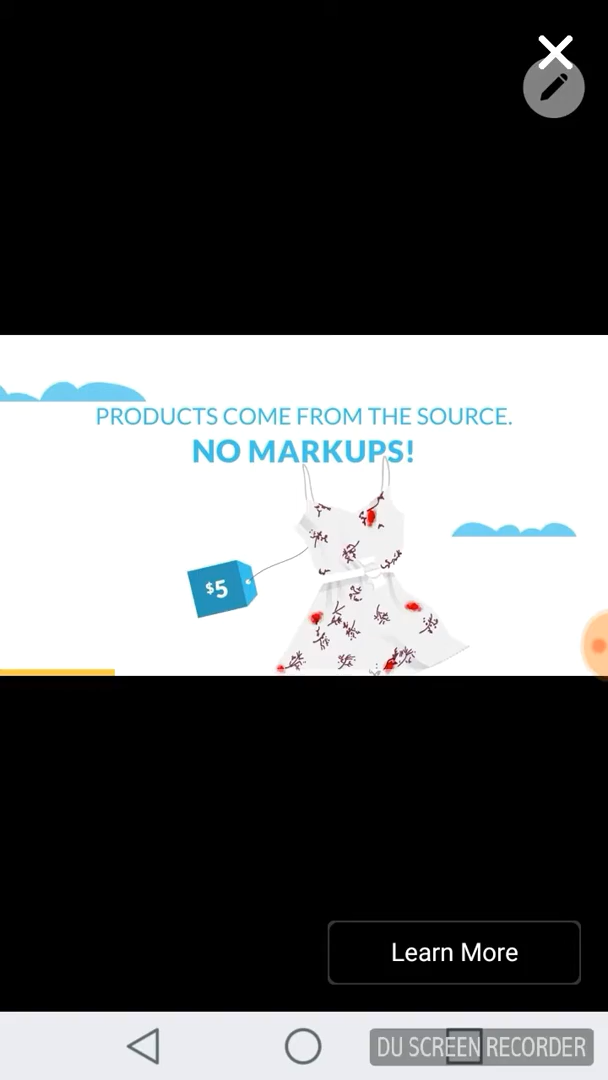 PRODUCTS COME FROM THE SOURCE.
NO MARKUPS!
$5
Learn More
DU SCREEN RECORDER